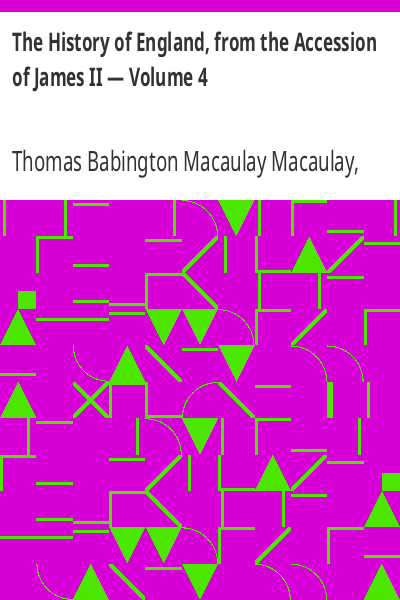 The History of England, from the Accession
of James II — Volume 4
Thomas Babington Macaulay Macaulay,